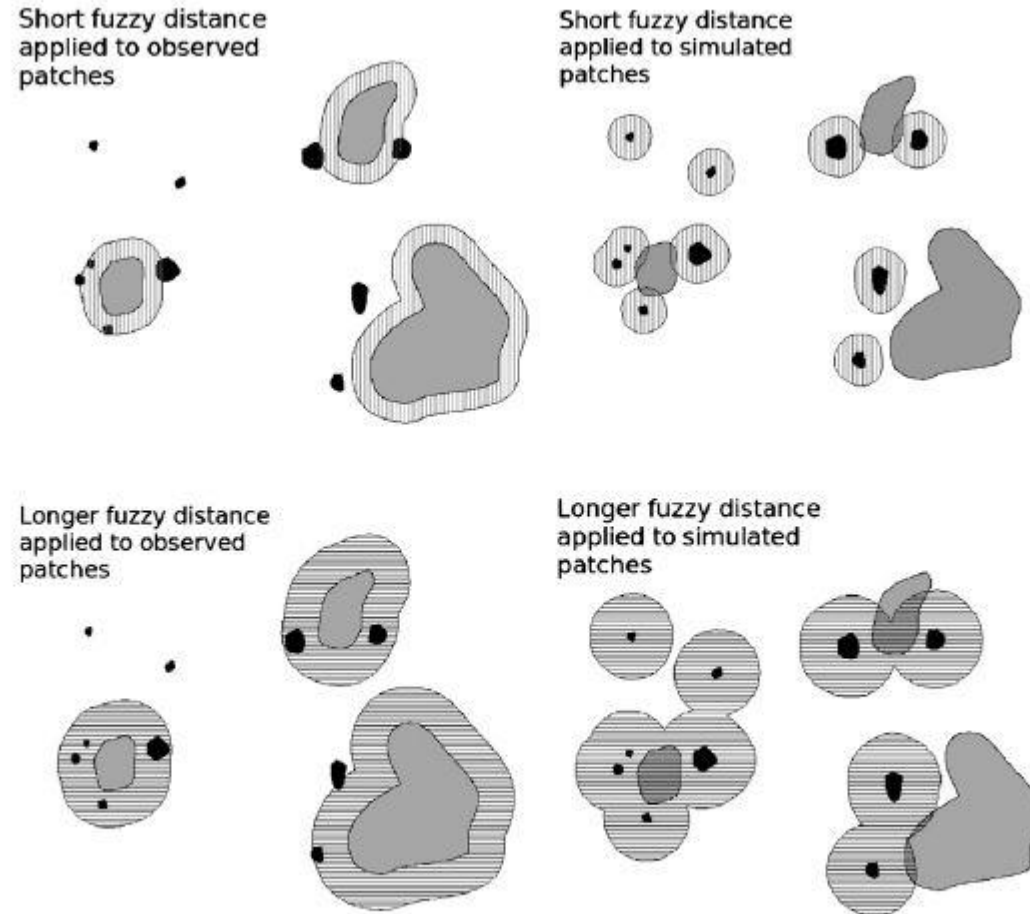 Short fuzzy distance
applied to observed
patches
Short fuzzy distance
applied to simulated
patches
Longer fuzzy distance
applied to observed
patches
Longer fuzzy distance
applied to simulated
patches